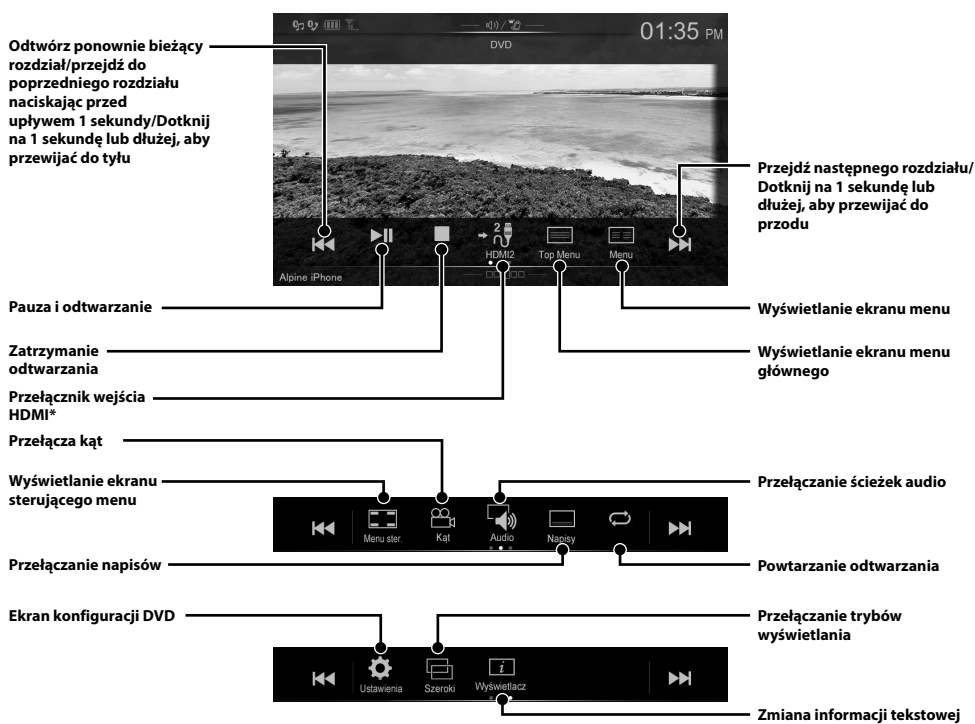 01:35 PM
DVD
Odtwórz ponownie bieżący
rozdział/przejdź do
poprzedniego rozdziału
naciskając przed
upływem 1 sekundy/Dotknij
na 1 sekundę lub dłużej, aby
przewijać do tyłu
Przejdź następnego rozdziału/
Dotknij na 1 sekundę lub
dłużej, aby przewijać do
przodu
2
HDMI2
Top Menu
Menu
Alpine iPhone
Pauza i odtwarzanie
Wyświetlanie ekranu menu
Zatrzymanie
odtwarzania
Wyświetlanie ekranu menu
głównego
Przełącznik wejścia
HDMI*
Przełącza kąt
Wyświetlanie ekranu
sterującego menu
Przełączanie ścieżek audio
Menu ster.
Kąt
Audio
Napisy
Przełączanie napisów
Powtarzanie odtwarzania
Ekran konfiguracji DVD
Przełączanie trybów
wyświetlania
i
Ustawienia
Szeroki
Wyświetlacz
Zmiana informacji tekstowej